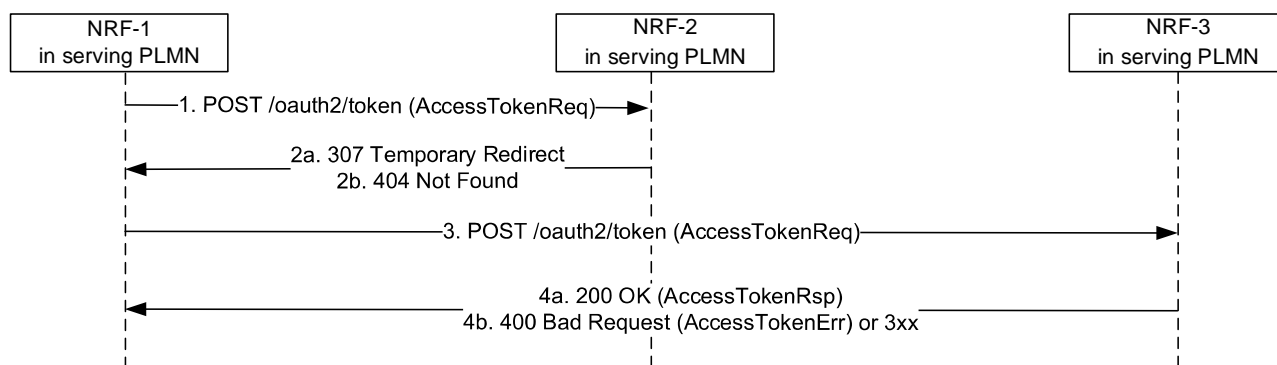 NRF-1
in serving PLMN
NRF-2
in serving PLMN
NRF-3
in serving PLMN
1. POST /oauth2/token (AccessTokenReq)
2a. 307 Temporary Redirect
2b. 404 Not Found
3. POST /oauth2/token (AccessTokenReq)
4a. 200 OK (AccessTokenRsp)
4b. 400 Bad Request (AccessTokenErr) or 3xx